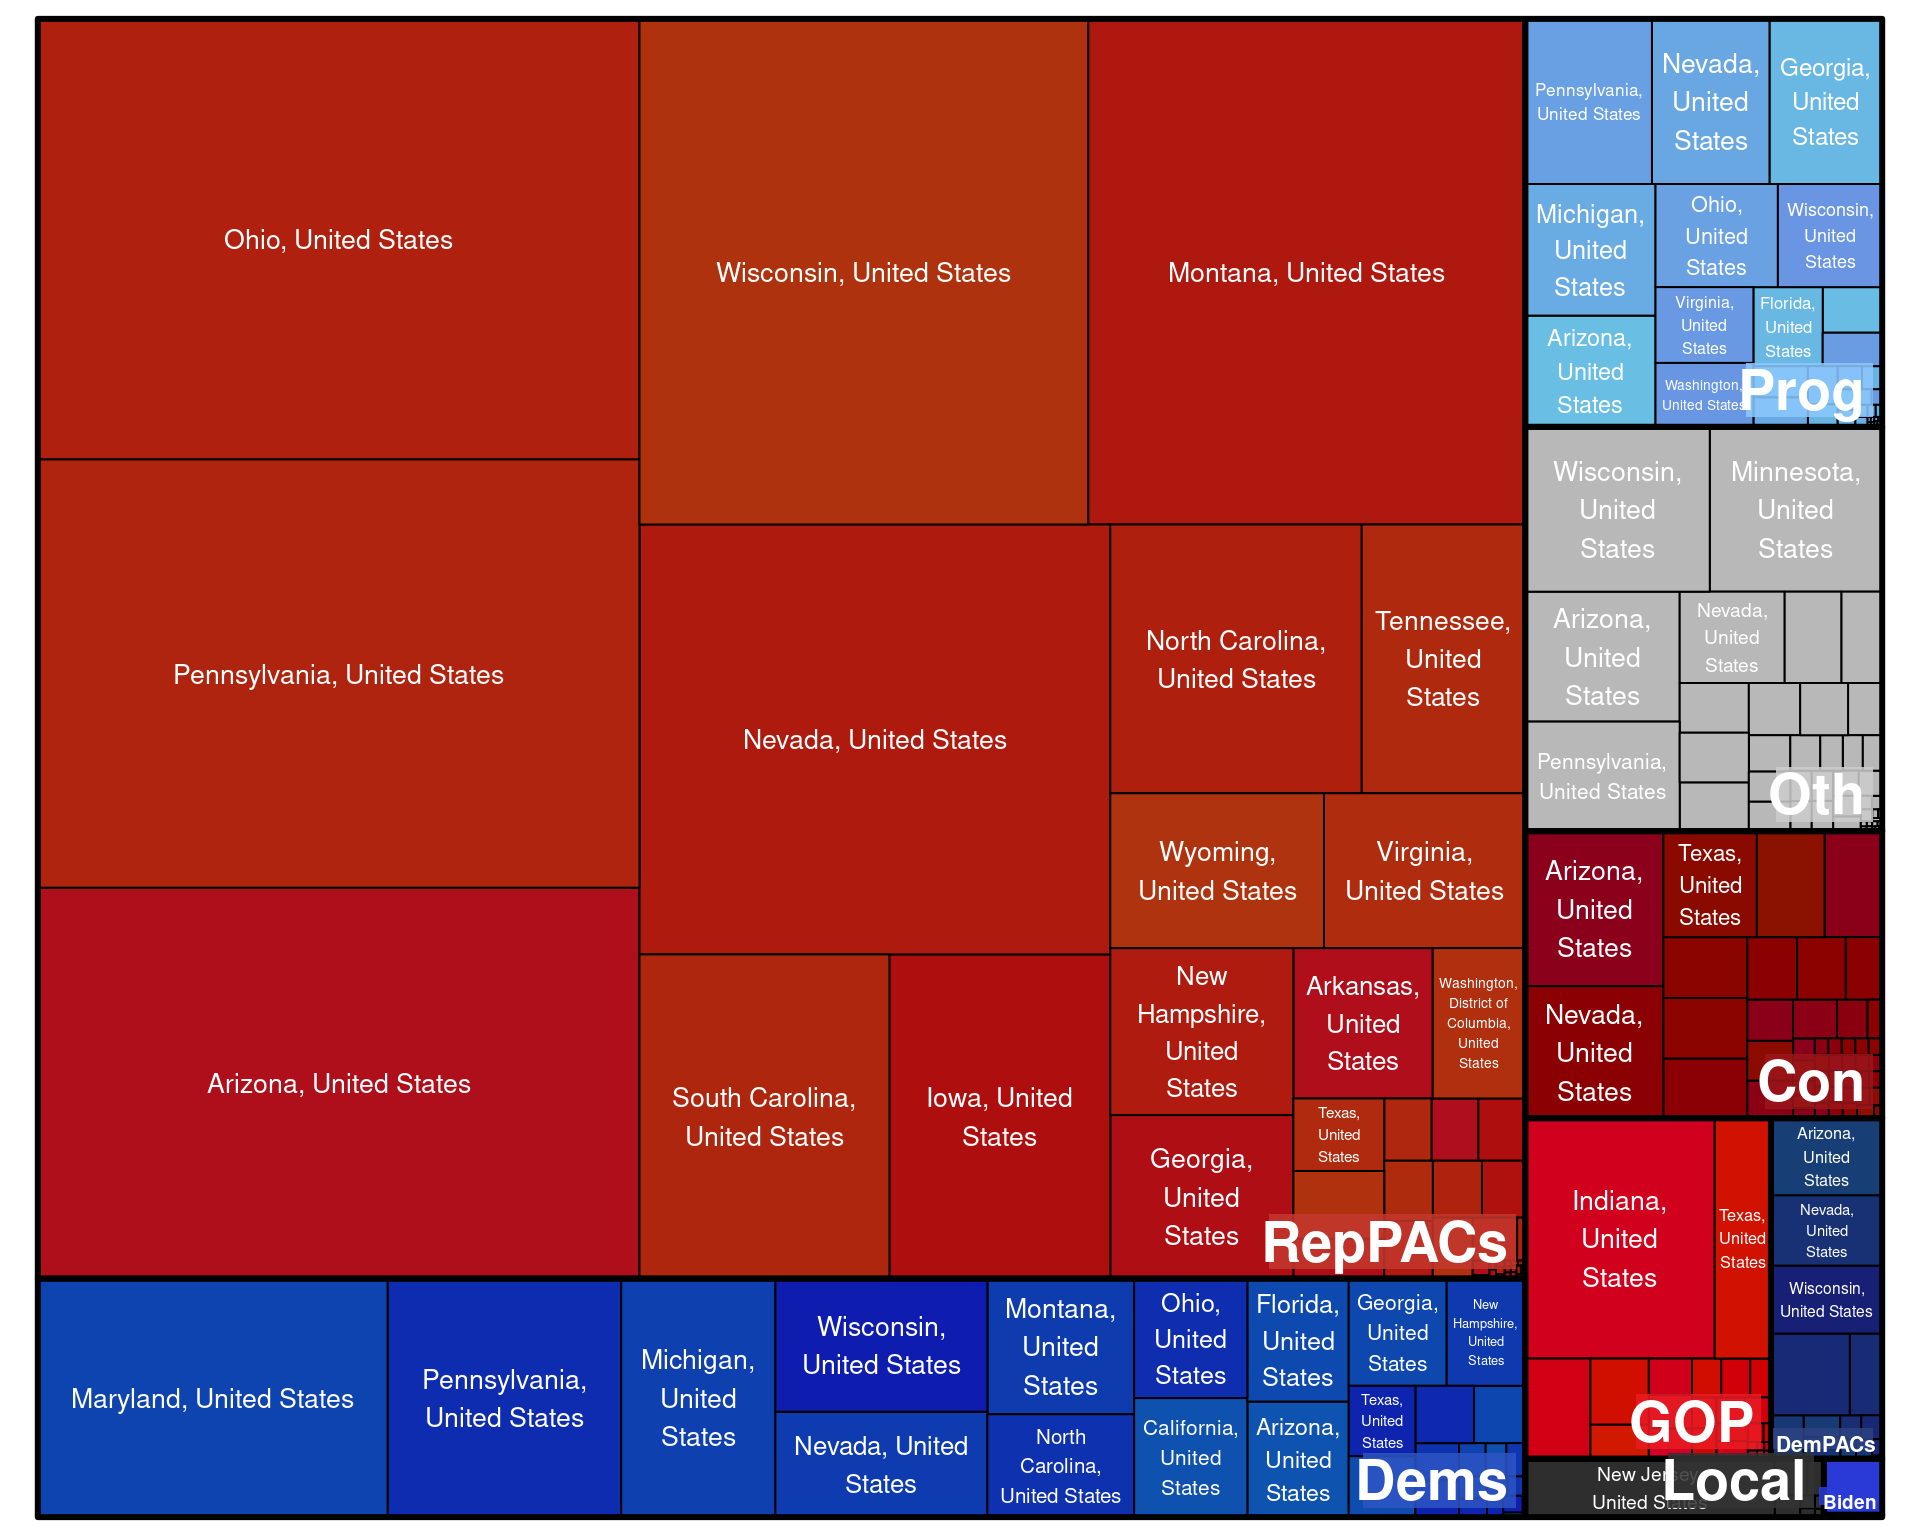 Ohio, United States
Wisconsin, United States
Montana, United States
Pennsylvania, United States
Nevada, United States
North Carolina,
United States
Tennessee,
United
States
Wyoming,
United States
Virginia,
United States
Arizona, United States
South Carolina,
United States
Iowa, United
States
New
Hampshire,
United
States
Arkansas,
United
States
Washington,
District of
Columbia,
United
States
Georgia,
United
States
Texas,
United
States
RepPACs
Maryland, United States
Pennsylvania,
United States
Michigan,
United
States
Wisconsin,
United States
Nevada, United
States
Montana,
United
States
North
Carolina,
United States
Ohio,
United
States
California,
United
States
Florida,
United
States
Arizona,
United
States
Georgia,
United
States
New
Hampshire,
United
States
Texas,
United
States
Dems
Pennsylvania,
United States
Nevada,
United
States
Georgia,
United
States
Michigan,
United
States
Ohio,
United
States
Wisconsin,
United
States
Arizona,
United
States
Virginia,
United
States
Florida,
United
States
Washington,
United States
Prog
Wisconsin,
United
States
Minnesota,
United
States
Arizona,
United
States
Nevada,
United
States
Pennsylvania,
United States
Oth
Arizona,
United
States
Texas,
United
States
Nevada,
United
States
Con
Indiana,
United
States
Texas,
United
States
GOP
Arizona,
United
States
Nevada,
United
States
Wisconsin,
United States
DemPACs
New Jersey,
United States
Local
Biden